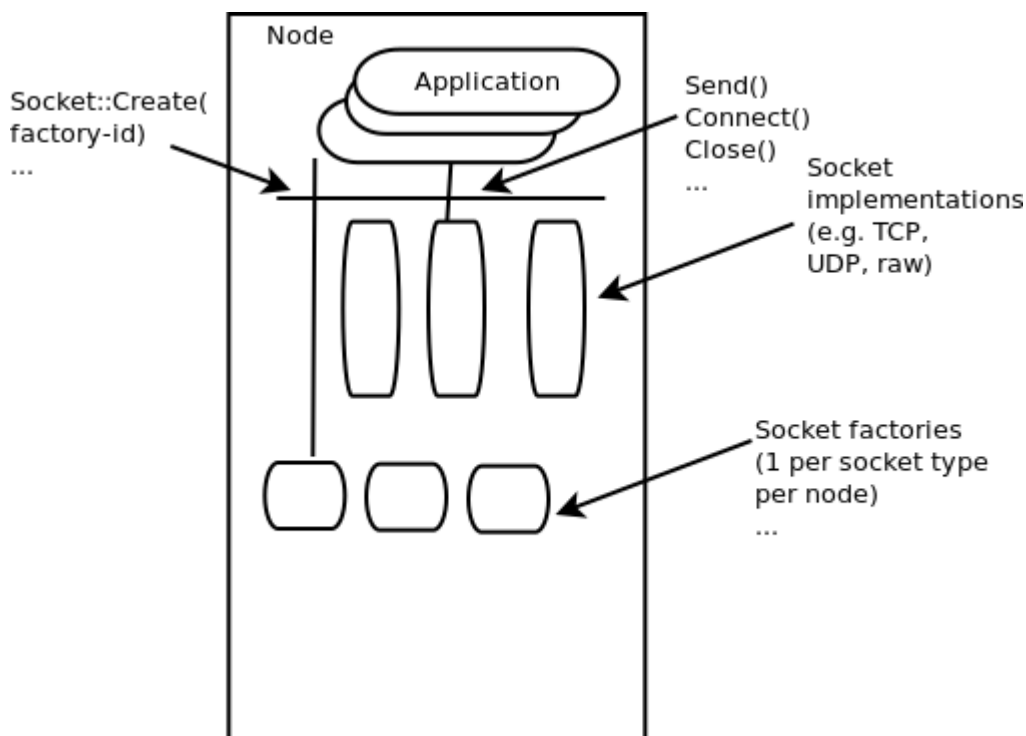 Node
Application
Socket::Create(
factory-id)
...
Send()
Connect()
Close()
...
Socket
implementations
(e.g. TCP,
UDP, raw)
Socket factories
(1 per socket type
per node)
...